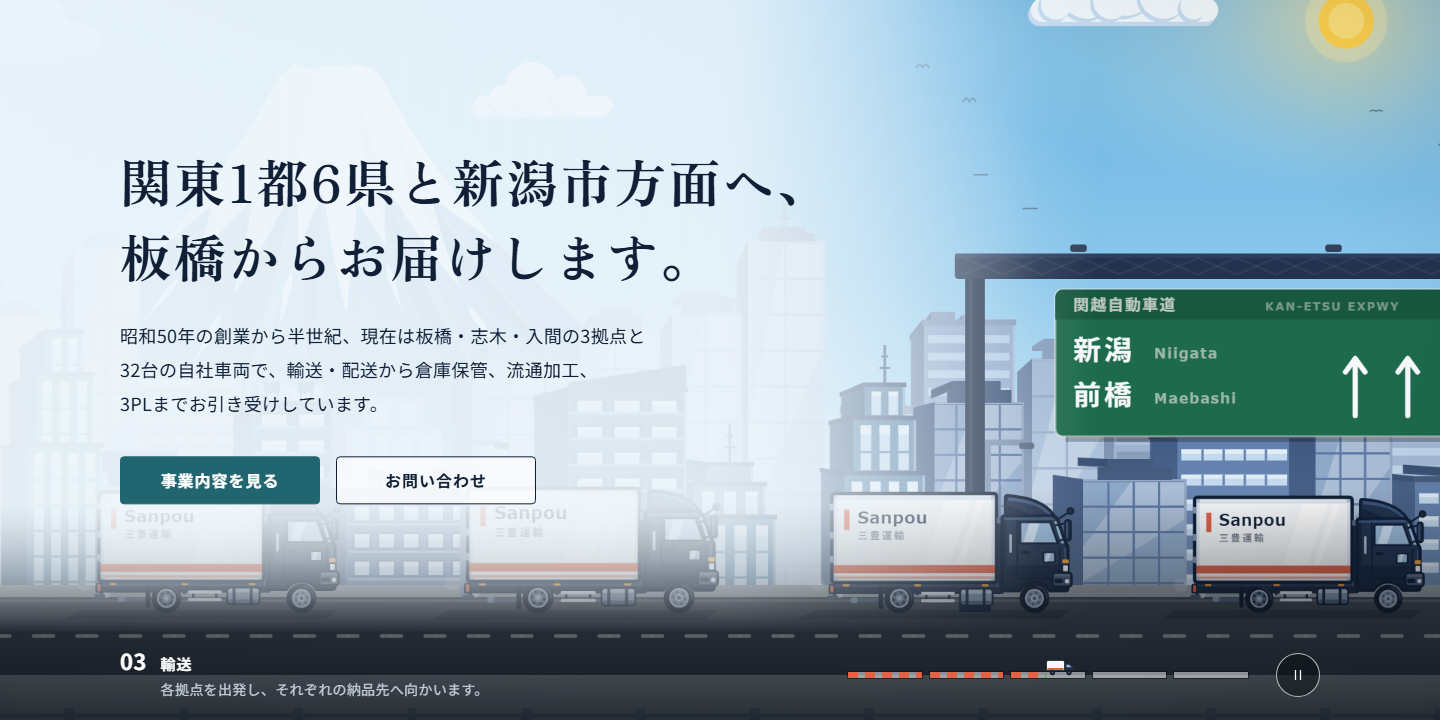 関東1都6県と新潟市方面へ、
板橋からお届けします。
昭和50年の創業から半世紀、現在は板橋・志木・入間の3拠点と
32台の自社車両で、輸送・配送から倉庫保管、流通加工、
3PLまでお引き受けしています。
事業内容を見る
お問い合わせ
関越自動車道 KAN-ETSU EXPWY
新潟 Niigata
前橋 Maebashi
Sanpou
三豊運輸
Sanpou
三豊運輸
Sanpou
三豊運輸
Sanpou
三豊運輸
03 輸送
各拠点を出発し、それぞれの納品先へ向かいます。